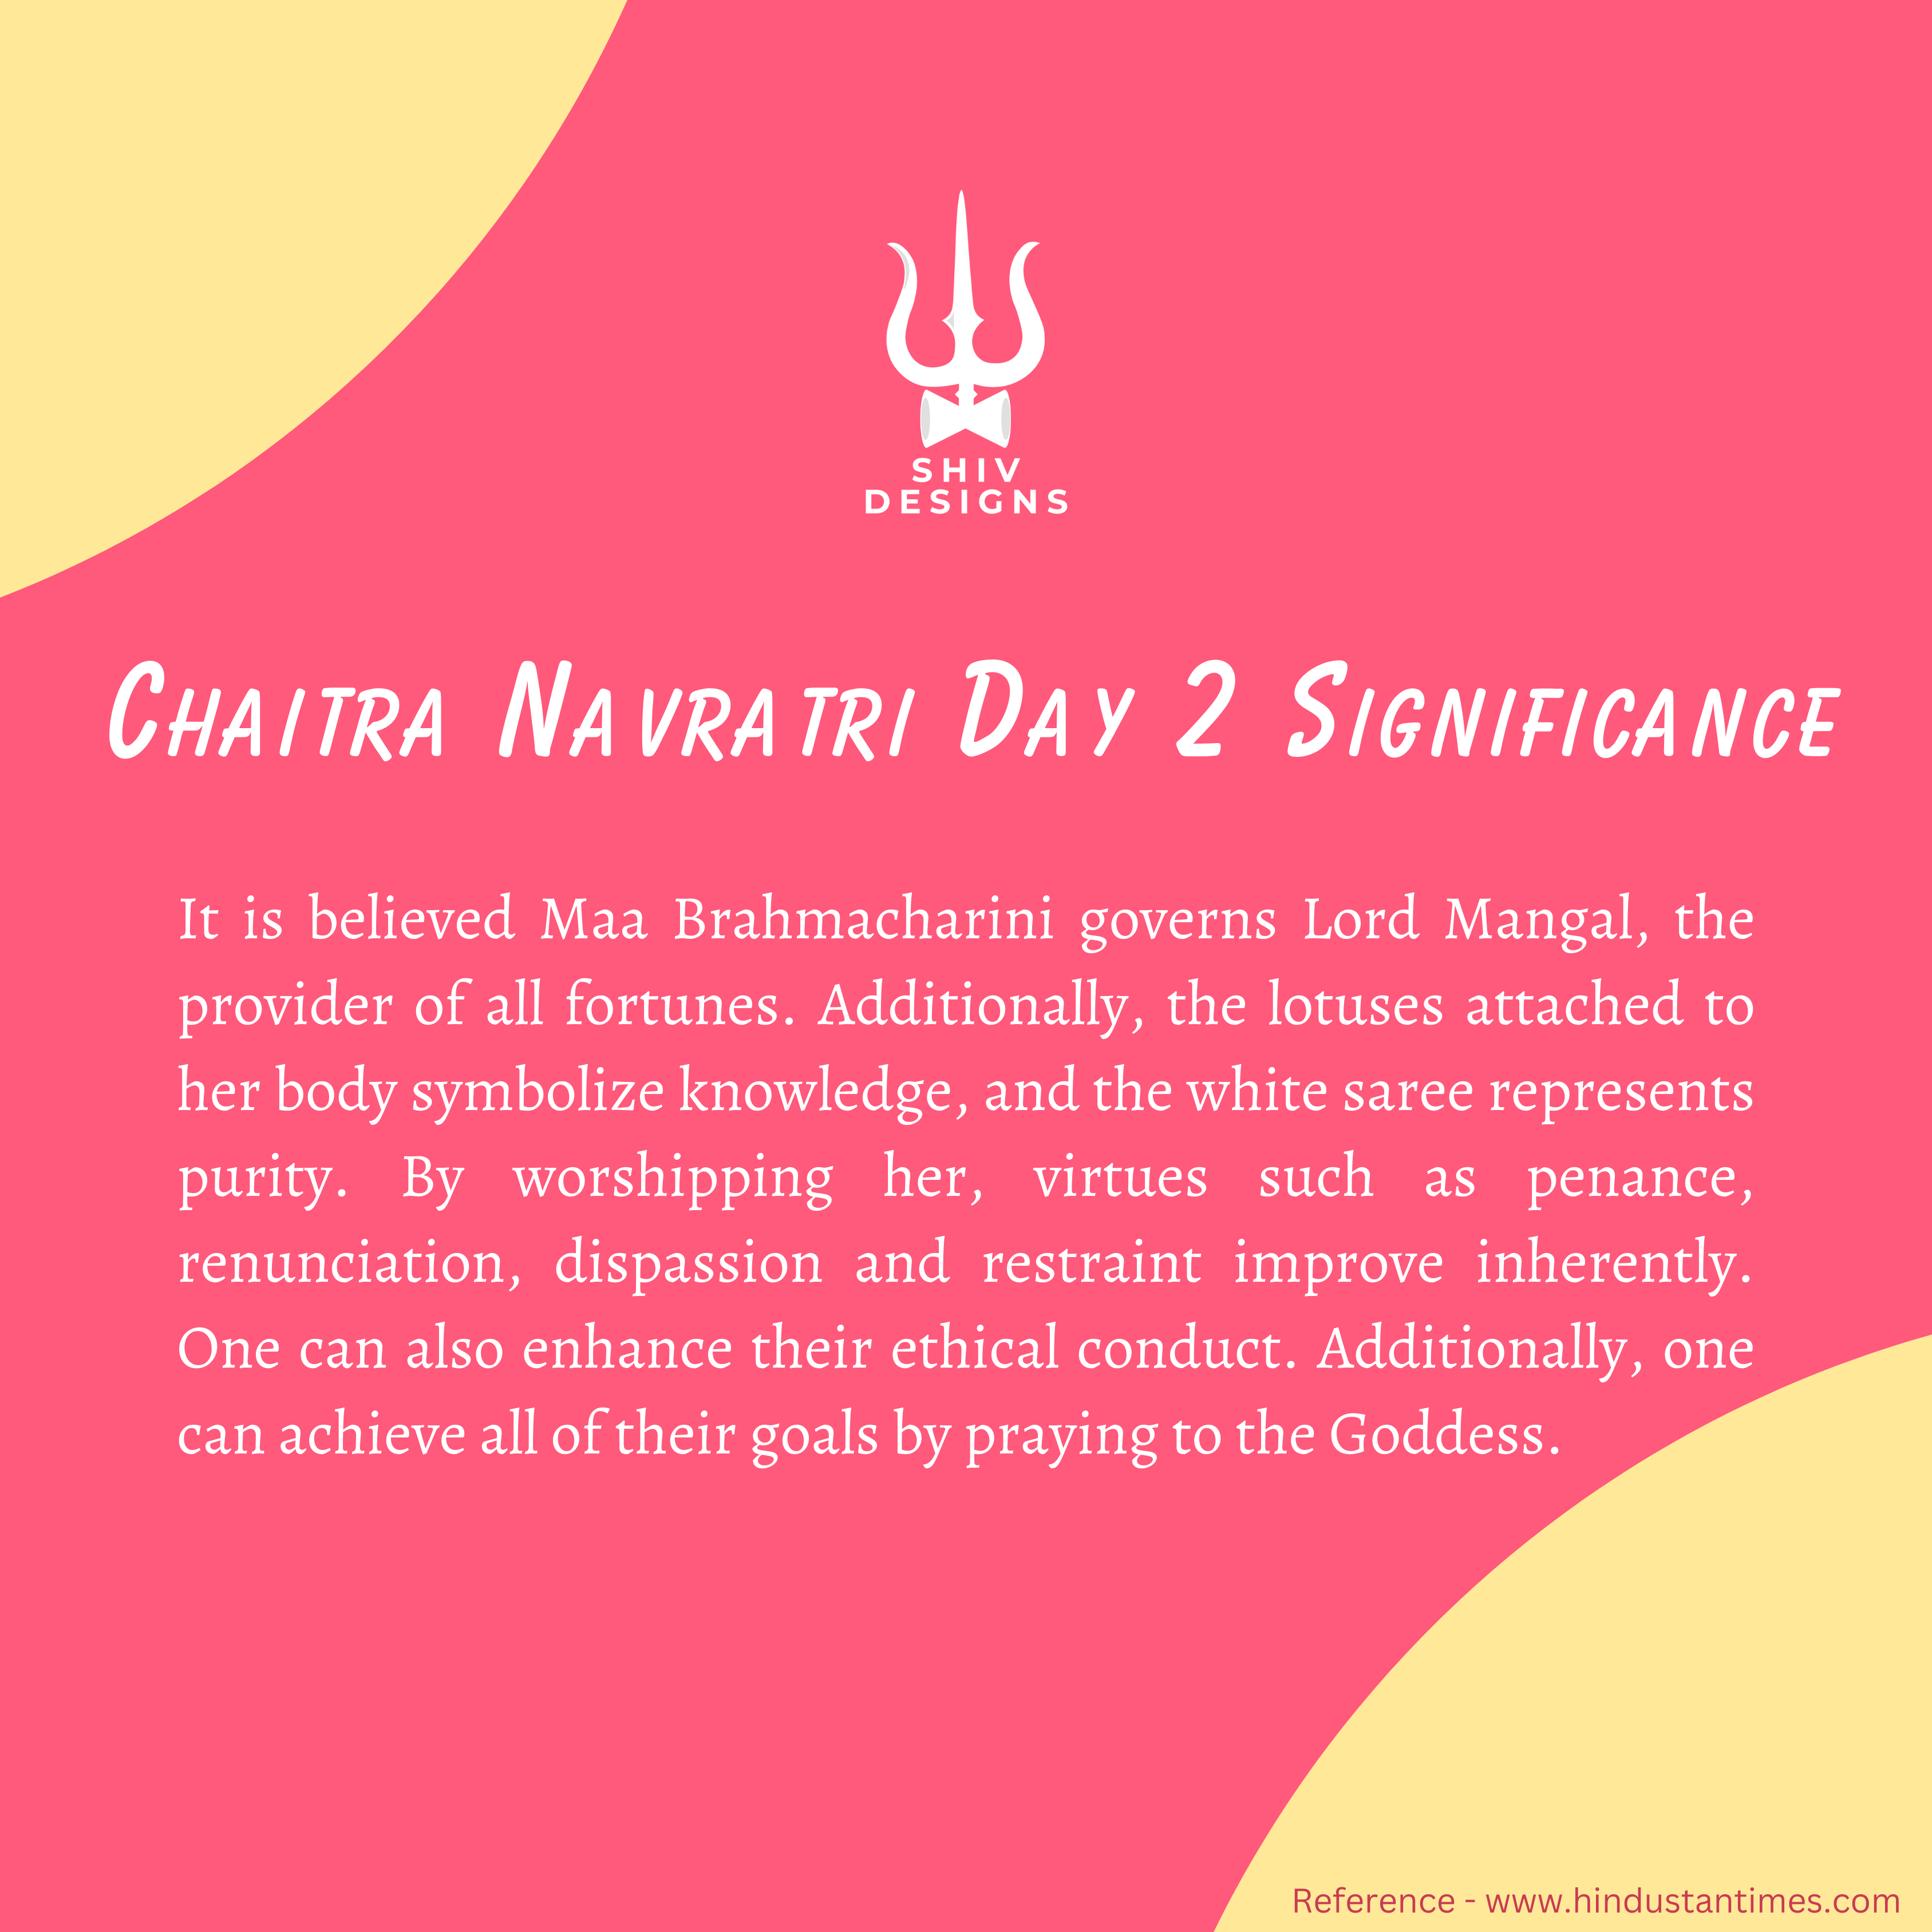 SHIV
DESIGNS
Chaitra Navratri Day 2 Significance
It is believed Maa Brahmacharini governs Lord Mangal, the
provider of all fortunes. Additionally, the lotuses attached to
her body symbolize knowledge, and the white saree represents
purity. By worshipping her, virtues such as penance,
renunciation, dispassion and restraint improve inherently.
One can also enhance their ethical conduct. Additionally, one
can achieve all of their goals by praying to the Goddess.
Reference - www.hindustantimes.com